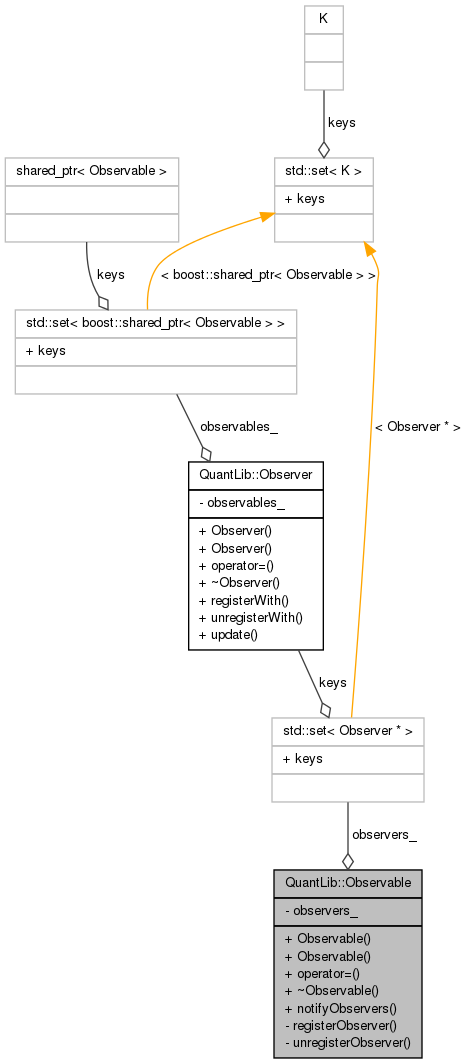 K
keys
shared_ptr< Observable >
std::set< K >
+ keys
keys
< boost::shared_ptr< Observable > >
std::set< boost::shared_ptr< Observable > >
+ keys
observables_
< Observer * >
QuantLib::Observer
- observables_
+ Observer()
+ Observer()
+ operator=()
+ ~Observer()
+ registerWith()
+ unregisterWith()
+ update()
keys
std::set< Observer * >
+ keys
observers_
QuantLib::Observable
- observers_
+ Observable()
+ Observable()
+ operator=()
+ ~Observable()
+ notifyObservers()
- registerObserver()
- unregisterObserver()